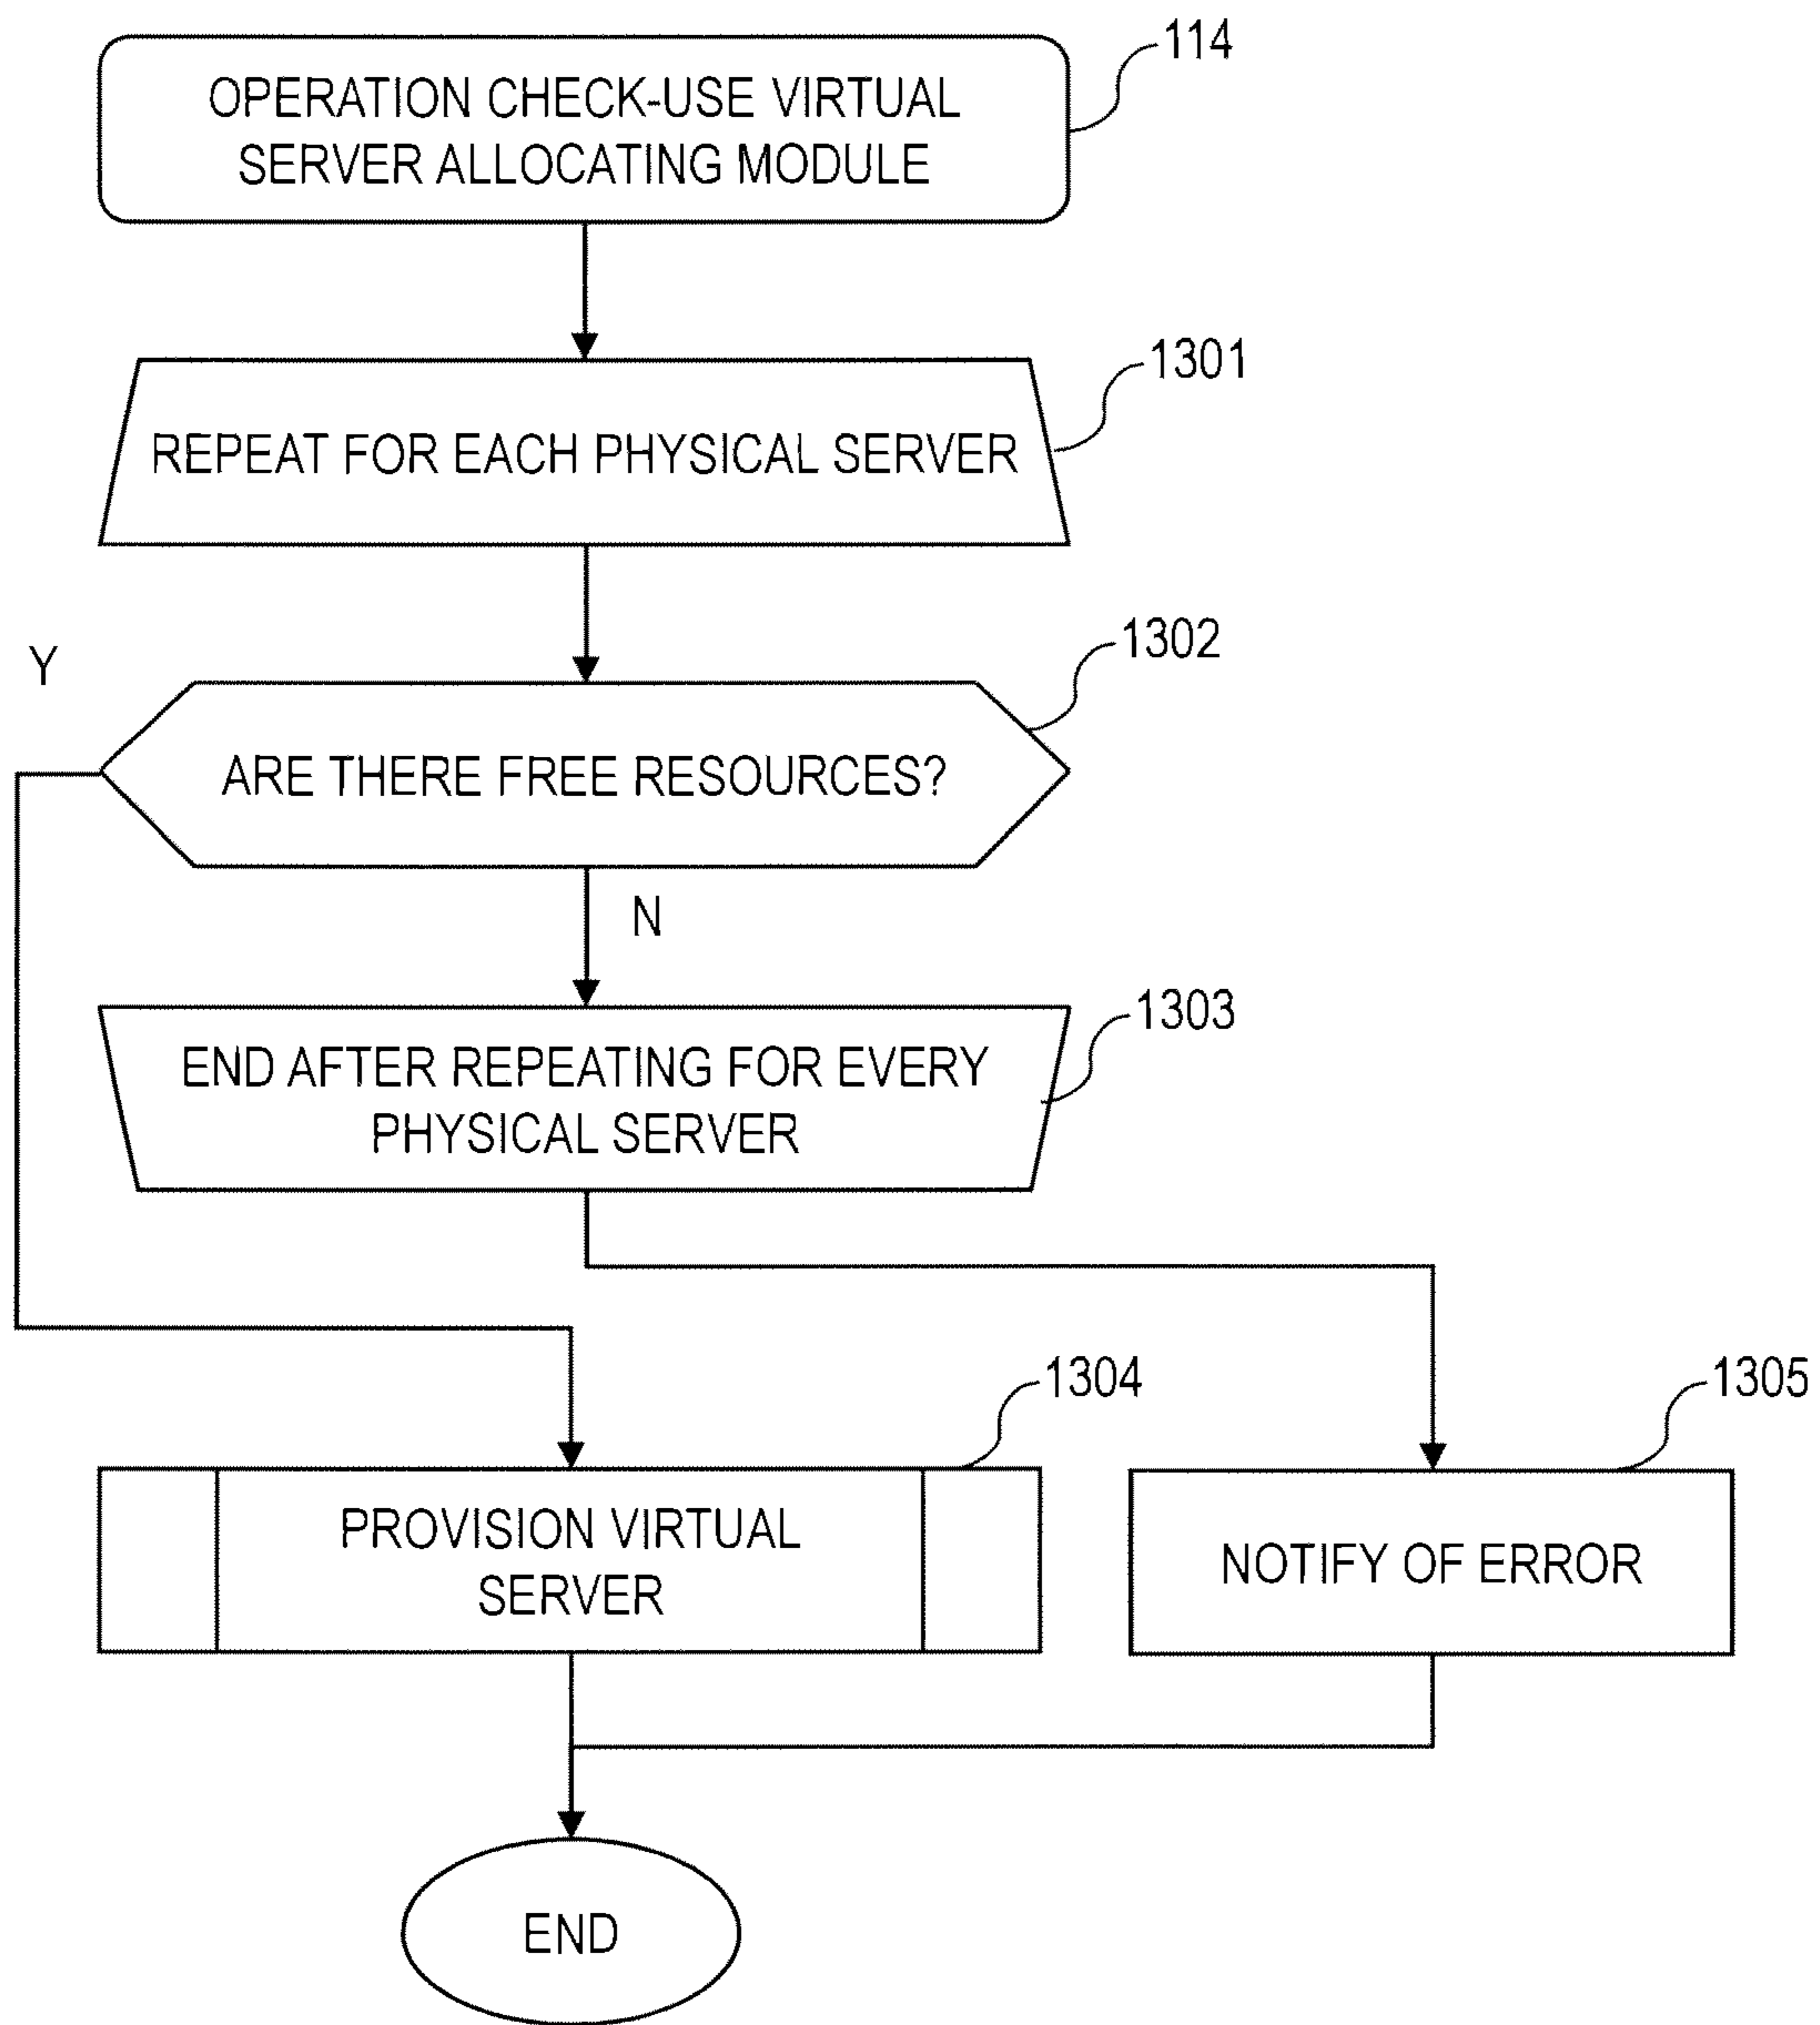 114
OPERATION CHECK-USE VIRTUAL
SERVER ALLOCATING MODULE
1301
REPEAT FOR EACH PHYSICAL SERVER
1302
Y
ARE THERE FREE RESOURCES?
N
1303
END AFTER REPEATING FOR EVERY
PHYSICAL SERVER
1304
1305
PROVISION VIRTUAL
SERVER
NOTIFY OF ERROR
END